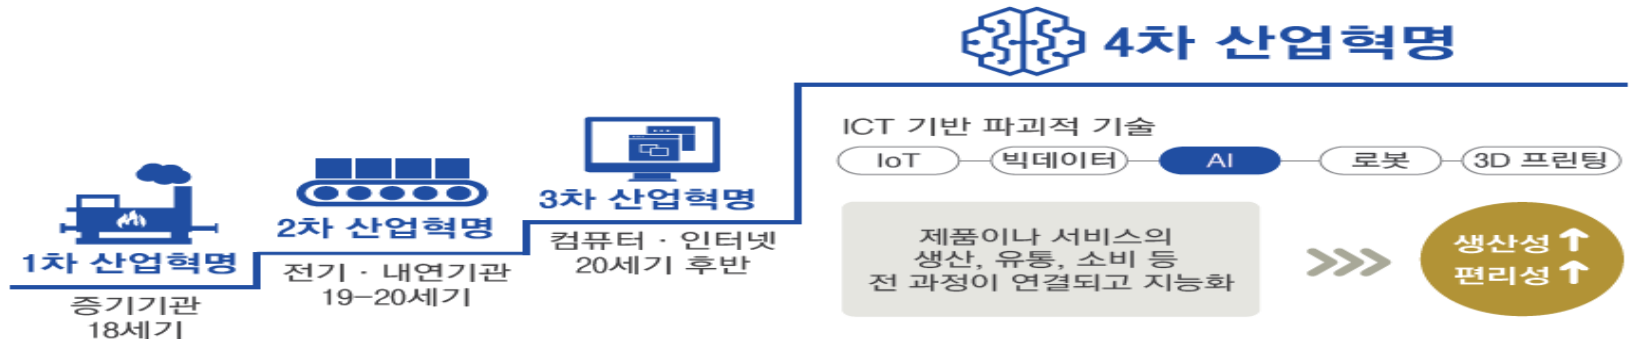 1차 산업혁명
증기기관
18세기
2차 산업혁명
전기 · 내연기관
19-20세기
3차 산업혁명
컴퓨터 · 인터넷
20세기 후반
4차 산업혁명
ICT 기반 파괴적 기술
IoT
빅데이터
AI
로봇
3D 프린팅
제품이나 서비스의
생산, 유통, 소비 등
전 과정이 연결되고 지능화
생산성
편리성